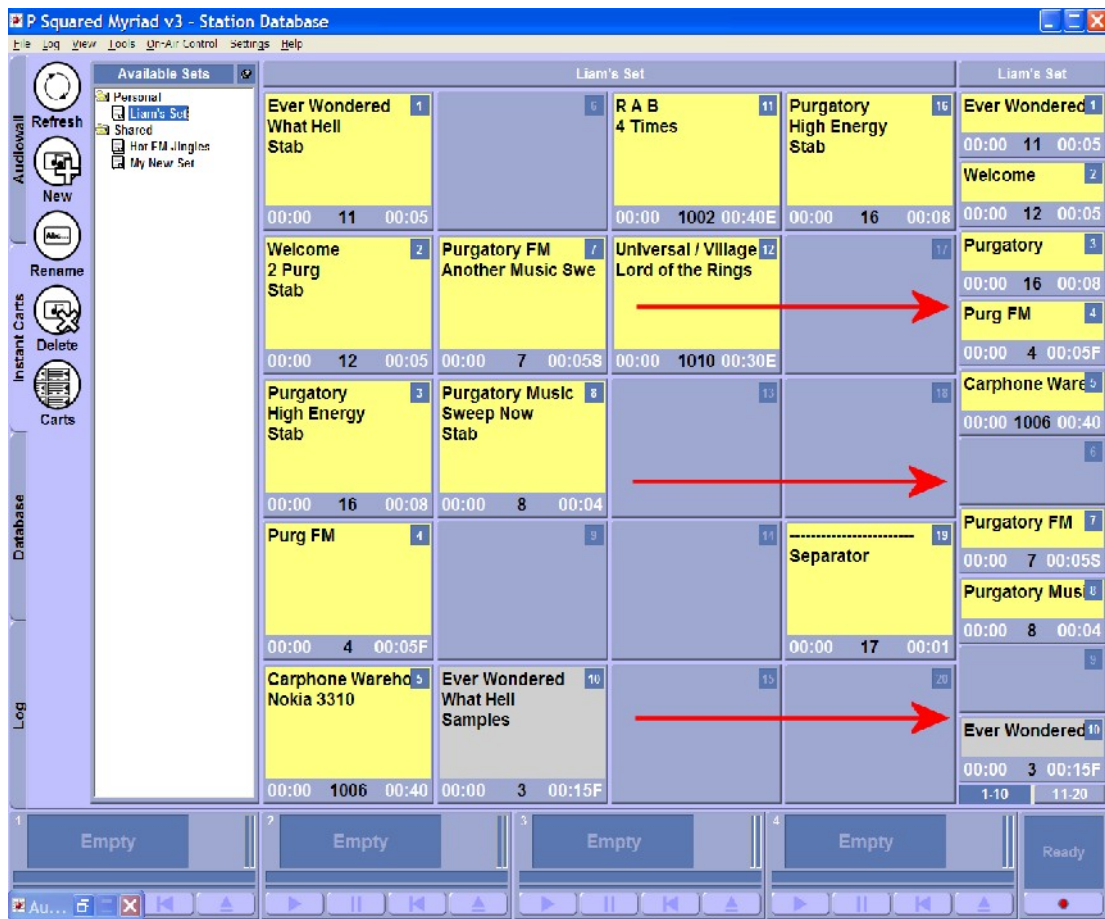 P Squared Myriad v3 - Station Database
File Log View Tools On-Air Control Settings Help
Audiowall
Instant Carts
Database
Log
Refresh
New
Abc...
Rename
Delete
Carts
Available Sets
Personal
Liam's Set
Shared
Hot FM Jingles
My New Set
Liam's Set
Ever Wondered 1
What Hell
Stab
00:00 11 00:05
Welcome 2
2 Purg
Stab
00:00 12 00:05
Purgatory 3
High Energy
Stab
00:00 16 00:08
Purg FM 4
00:00 4 00:05F
Carphone Wareho 5
Nokia 3310
00:00 1006 00:40
6
Purgatory FM 7
Another Music Swe
00:00 7 00:05S
Purgatory Music 8
Sweep Now
Stab
00:00 8 00:04
9
Ever Wondered 10
What Hell
Samples
00:00 3 00:15F
R A B 11
4 Times
00:00 1002 00:40E
Universal / Village 12
Lord of the Rings
00:00 1010 00:30E
13
14
15
Purgatory 16
High Energy
Stab
00:00 16 00:08
17
18
------------------------ 19
Separator
00:00 17 00:01
20
Liam's Set
Ever Wondered 1
00:00 11 00:05
Welcome 2
00:00 12 00:05
Purgatory 3
00:00 16 00:08
Purg FM 4
00:00 4 00:05F
Carphone Ware 5
00:00 1006 00:40
6
Purgatory FM 7
00:00 7 00:05S
Purgatory Musi 8
00:00 8 00:04
9
Ever Wondered 10
00:00 3 00:15F
1-10 11-20
1 Empty
2 Empty
3 Empty
4 Empty
Ready
Au...